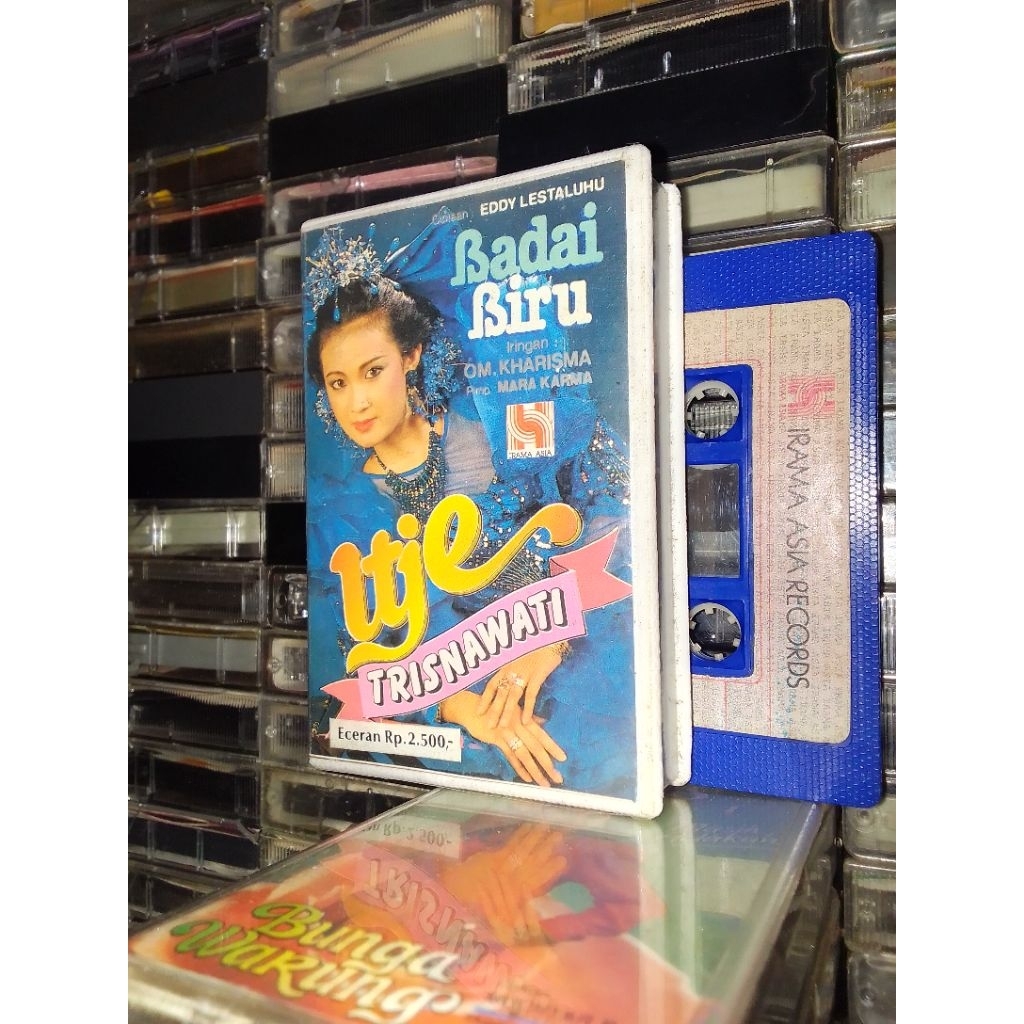 Ciptaan : EDDY LESTALUHU
Badai
Biru
Iringan :
OM. KHARISMA
Pimp. MARA KARMA
IRAMA ASIA
Itje
TRISNAWATI
Eceran Rp.2.500,-
IRAMA ASIA RECORDS
Bunga
Warung